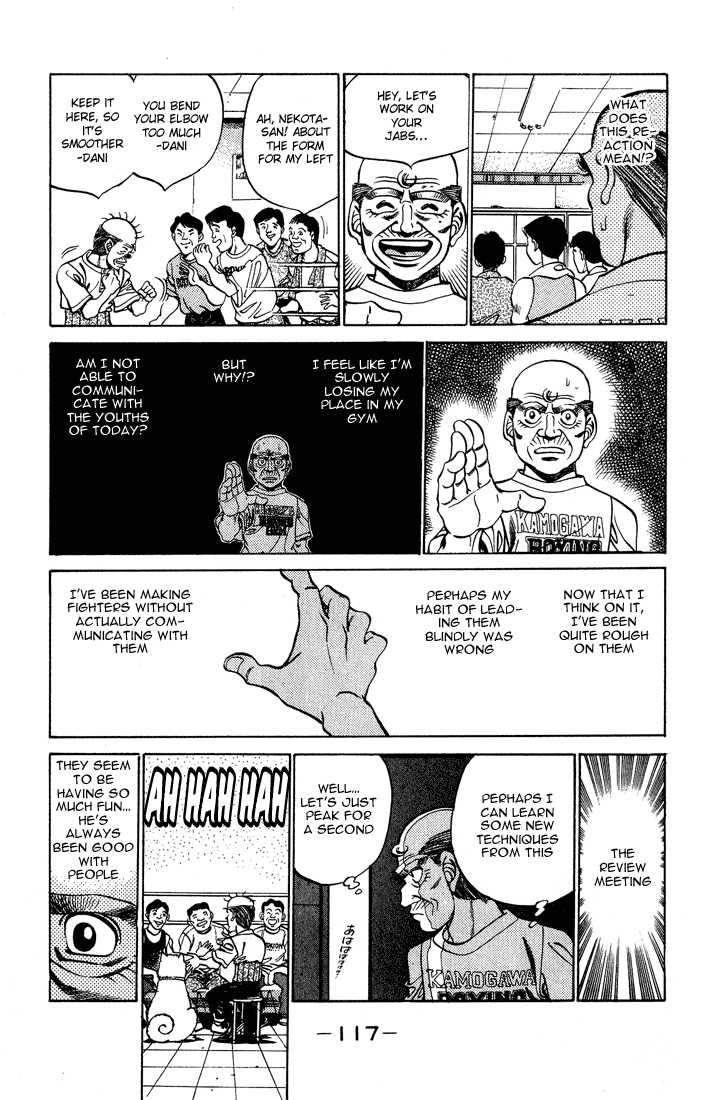 WHAT
DOES
THIS RE-
ACTION
MEAN!?
HEY, LET'S
WORK ON
YOUR
JABS...
AH, NEKOTA-
SAN! ABOUT
THE FORM
FOR MY LEFT
YOU BEND
YOUR ELBOW
TOO MUCH
-DANI
KEEP IT
HERE, SO
IT'S
SMOOTHER
-DANI
KAMOGAWA
BOXING
I FEEL LIKE I'M
SLOWLY
LOSING MY
PLACE IN MY
GYM
BUT
WHY!?
AM I NOT
ABLE TO
COMMUNI-
CATE WITH
THE YOUTHS
OF TODAY?
NOW THAT I
THINK ON IT,
I'VE BEEN
QUITE ROUGH
ON THEM
PERHAPS MY
HABIT OF LEAD-
ING THEM
BLINDLY WAS
WRONG
I'VE BEEN MAKING
FIGHTERS WITHOUT
ACTUALLY COM-
MUNICATING WITH
THEM
THE
REVIEW
MEETING
PERHAPS I
CAN LEARN
SOME NEW
TECHNIQUES
FROM THIS
WELL...
LET'S JUST
PEAK FOR
A SECOND
KAMOGAWA
BOXING
AH HAH HAH
THEY SEEM
TO BE
HAVING SO
MUCH FUN...
HE'S
ALWAYS
BEEN GOOD
WITH
PEOPLE
-117-